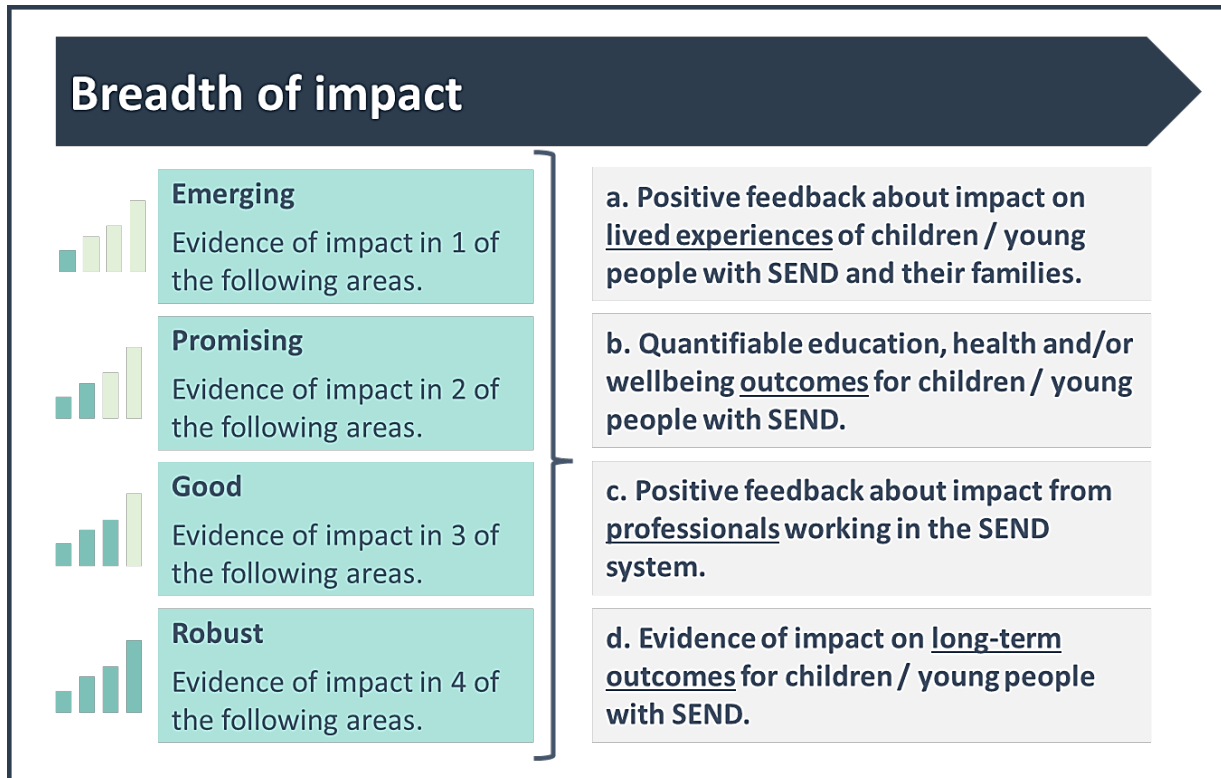 Breadth of impact
Emerging
Evidence of impact in 1 of
the following areas.
Promising
Evidence of impact in 2 of
the following areas.
Good
Evidence of impact in 3 of
the following areas.
Robust
Evidence of impact in 4 of
the following areas.
a. Positive feedback about impact on
lived experiences of children / young
people with SEND and their families.
b. Quantifiable education, health and/or
wellbeing outcomes for children / young
people with SEND.
c. Positive feedback about impact from
professionals working in the SEND
system.
d. Evidence of impact on long-term
outcomes for children / young people
with SEND.